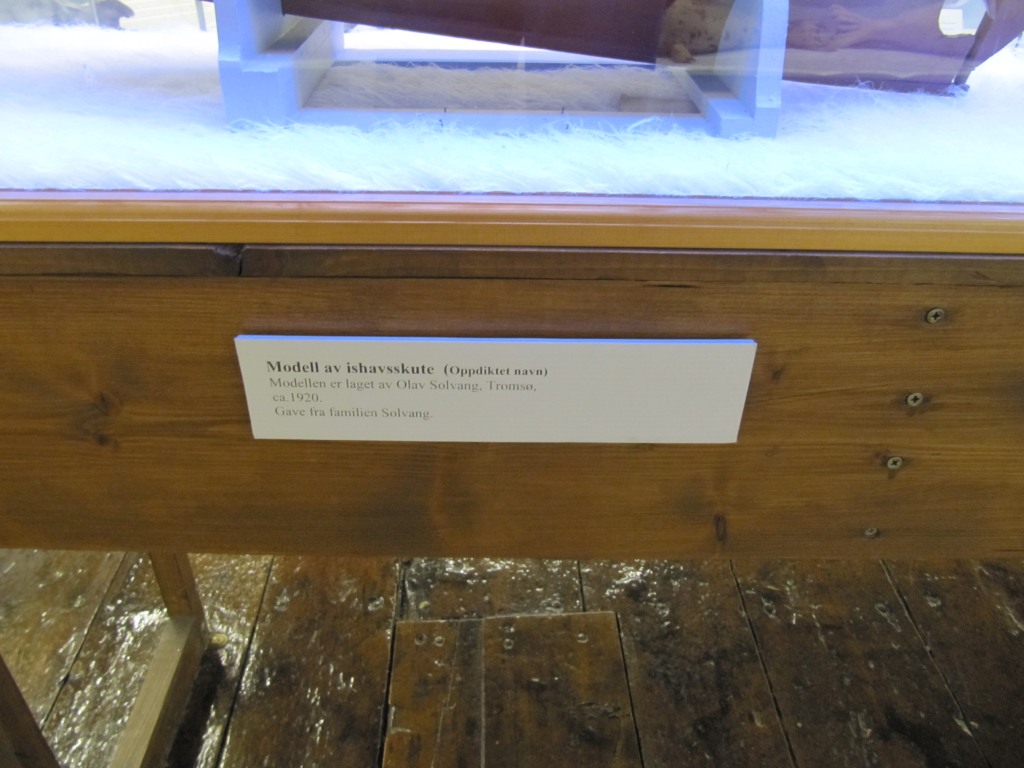 Modell av ishavsskute (Oppdiktet navn)
Modellen er laget av Olav Solvang, Tromsø,
ca.1920.
Gave fra familien Solvang.